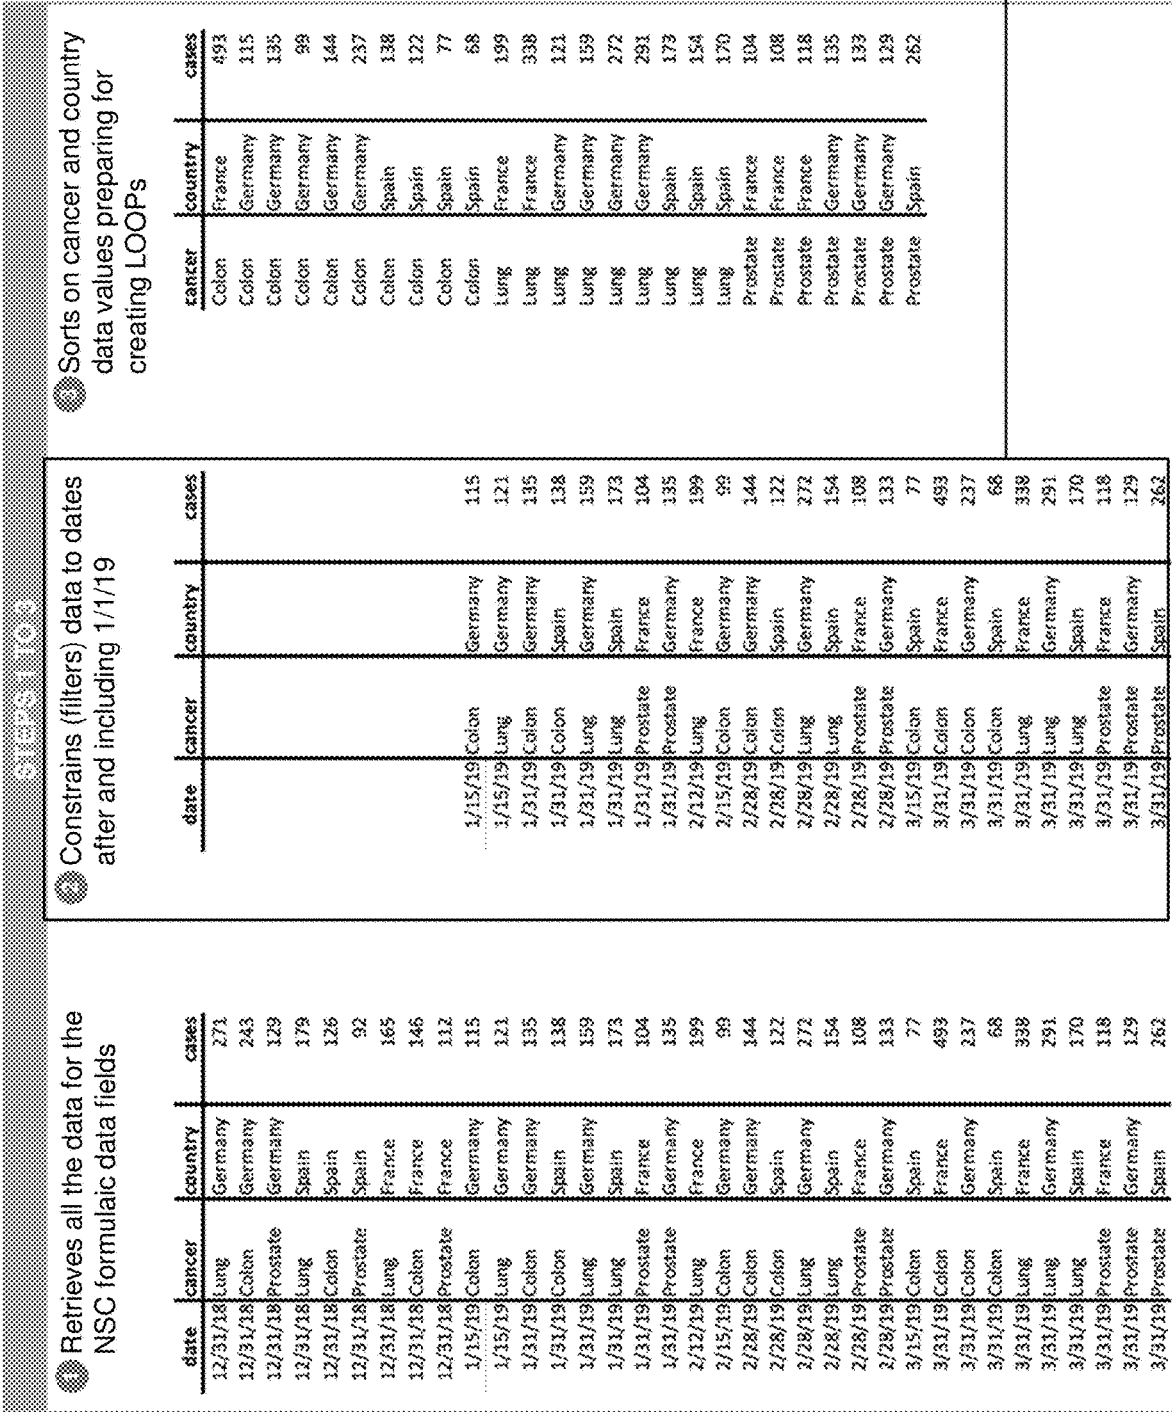 STEPS 1 TO 3
1 Retrieves all the data for the
NSC formulaic data fields
date cancer country cases
12/31/18 Lung Germany 271
12/31/18 Colon Germany 243
12/31/18 Prostate Germany 129
12/31/18 Lung Spain 179
12/31/18 Colon Spain 126
12/31/18 Prostate Spain 92
12/31/18 Lung France 165
12/31/18 Colon France 146
12/31/18 Prostate France 112
1/15/19 Colon Germany 115
1/15/19 Lung Germany 121
1/31/19 Colon Germany 135
1/31/19 Colon Spain 138
1/31/19 Lung Germany 159
1/31/19 Lung Spain 173
1/31/19 Prostate France 104
1/31/19 Prostate Germany 135
2/12/19 Lung France 199
2/15/19 Colon Germany 99
2/28/19 Colon Germany 144
2/28/19 Colon Spain 122
2/28/19 Lung Germany 272
2/28/19 Lung Spain 154
2/28/19 Prostate France 108
2/28/19 Prostate Germany 133
3/15/19 Colon Spain 77
3/31/19 Colon France 493
3/31/19 Colon Germany 237
3/31/19 Colon Spain 68
3/31/19 Lung France 338
3/31/19 Lung Germany 291
3/31/19 Lung Spain 170
3/31/19 Prostate France 118
3/31/19 Prostate Germany 129
3/31/19 Prostate Spain 262
2 Constrains (filters) data to dates
after and including 1/1/19
date cancer country cases
1/15/19 Colon Germany 115
1/15/19 Lung Germany 121
1/31/19 Colon Germany 135
1/31/19 Colon Spain 138
1/31/19 Lung Germany 159
1/31/19 Lung Spain 173
1/31/19 Prostate France 104
1/31/19 Prostate Germany 135
2/12/19 Lung France 199
2/15/19 Colon Germany 99
2/28/19 Colon Germany 144
2/28/19 Colon Spain 122
2/28/19 Lung Germany 272
2/28/19 Lung Spain 154
2/28/19 Prostate France 108
2/28/19 Prostate Germany 133
3/15/19 Colon Spain 77
3/31/19 Colon France 493
3/31/19 Colon Germany 237
3/31/19 Colon Spain 68
3/31/19 Lung France 338
3/31/19 Lung Germany 291
3/31/19 Lung Spain 170
3/31/19 Prostate France 118
3/31/19 Prostate Germany 129
3/31/19 Prostate Spain 262
Sorts on cancer and country
data values preparing for
creating LOOPs
cancer country cases
Colon France 493
Colon Germany 115
Colon Germany 135
Colon Germany 99
Colon Germany 144
Colon Germany 237
Colon Spain 138
Colon Spain 122
Colon Spain 77
Colon Spain 68
Lung France 199
Lung France 338
Lung Germany 121
Lung Germany 159
Lung Germany 272
Lung Germany 291
Lung Spain 173
Lung Spain 154
Lung Spain 170
Prostate France 104
Prostate France 108
Prostate France 118
Prostate Germany 135
Prostate Germany 133
Prostate Germany 129
Prostate Spain 262